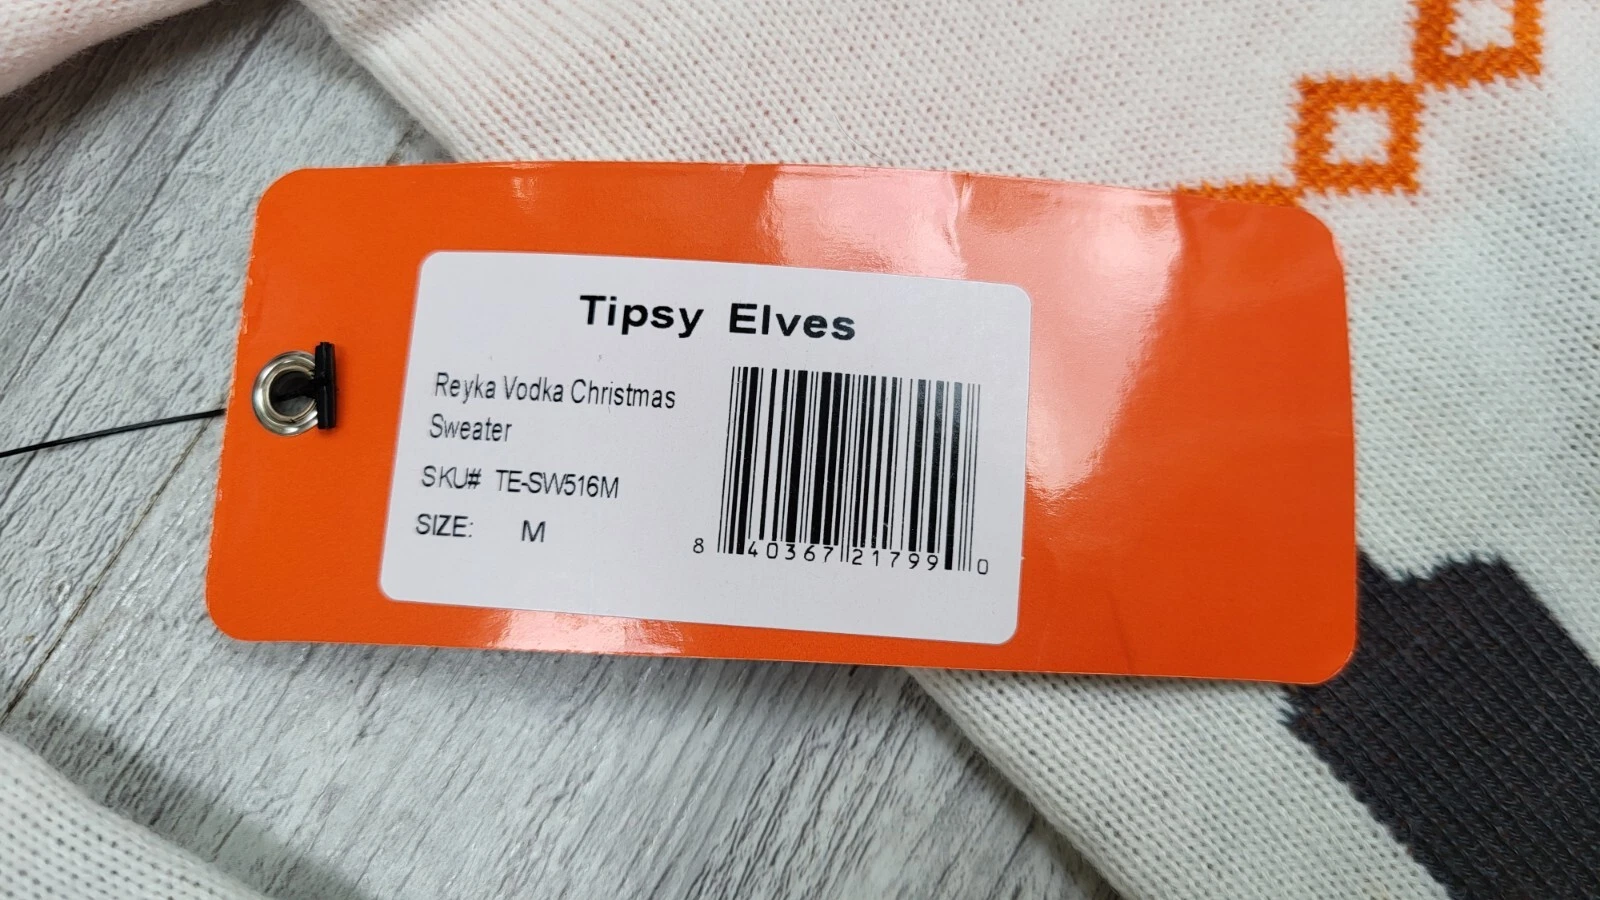 Tipsy Elves
Reyka Vodka Christmas
Sweater
SKU# TE-SW516M
SIZE: M
8 40367 21799 0